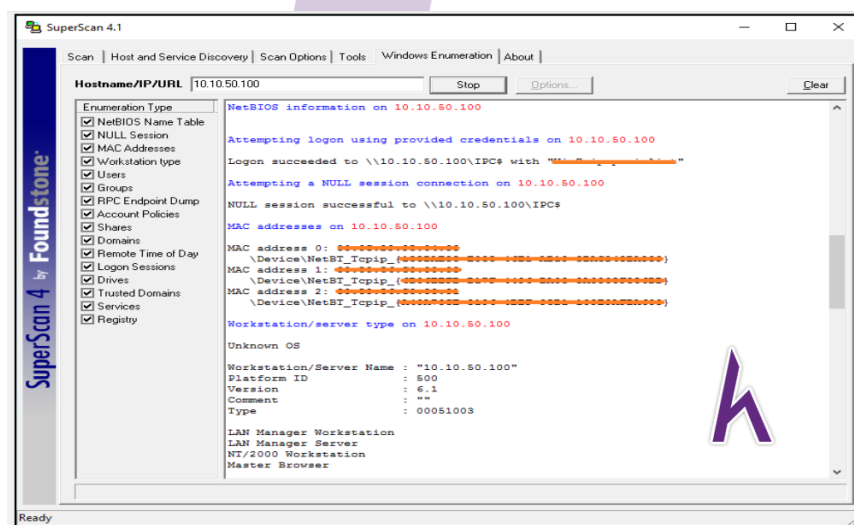 SuperScan 4.1
Scan Host and Service Discovery Scan Options Tools Windows Enumeration About
Hostname/IP/URL 10.10.50.100 Stop Options... Clear
Enumeration Type
NetBIOS Name Table
NULL Session
MAC Addresses
Workstation type
Users
Groups
RPC Endpoint Dump
Account Policies
Shares
Domains
Remote Time of Day
Logon Sessions
Drives
Trusted Domains
Services
Registry
NetBIOS information on 10.10.50.100
Attempting logon using provided credentials on 10.10.50.100
Logon succeeded to \\10.10.50.100\IPC$ with " "
Attempting a NULL session connection on 10.10.50.100
NULL session successful to \\10.10.50.100\IPC$
MAC addresses on 10.10.50.100
MAC address 0:
\Device\NetBT_Tcpip_{ }
MAC address 1:
\Device\NetBT_Tcpip_{ }
MAC address 2:
\Device\NetBT_Tcpip_{ }
Workstation/server type on 10.10.50.100
Unknown OS
Workstation/Server Name : "10.10.50.100"
Platform ID : 500
Version : 6.1
Comment : ""
Type : 00051003
LAN Manager Workstation
LAN Manager Server
NT/2000 Workstation
Master Browser
SuperScan 4 by Foundstone
Ready